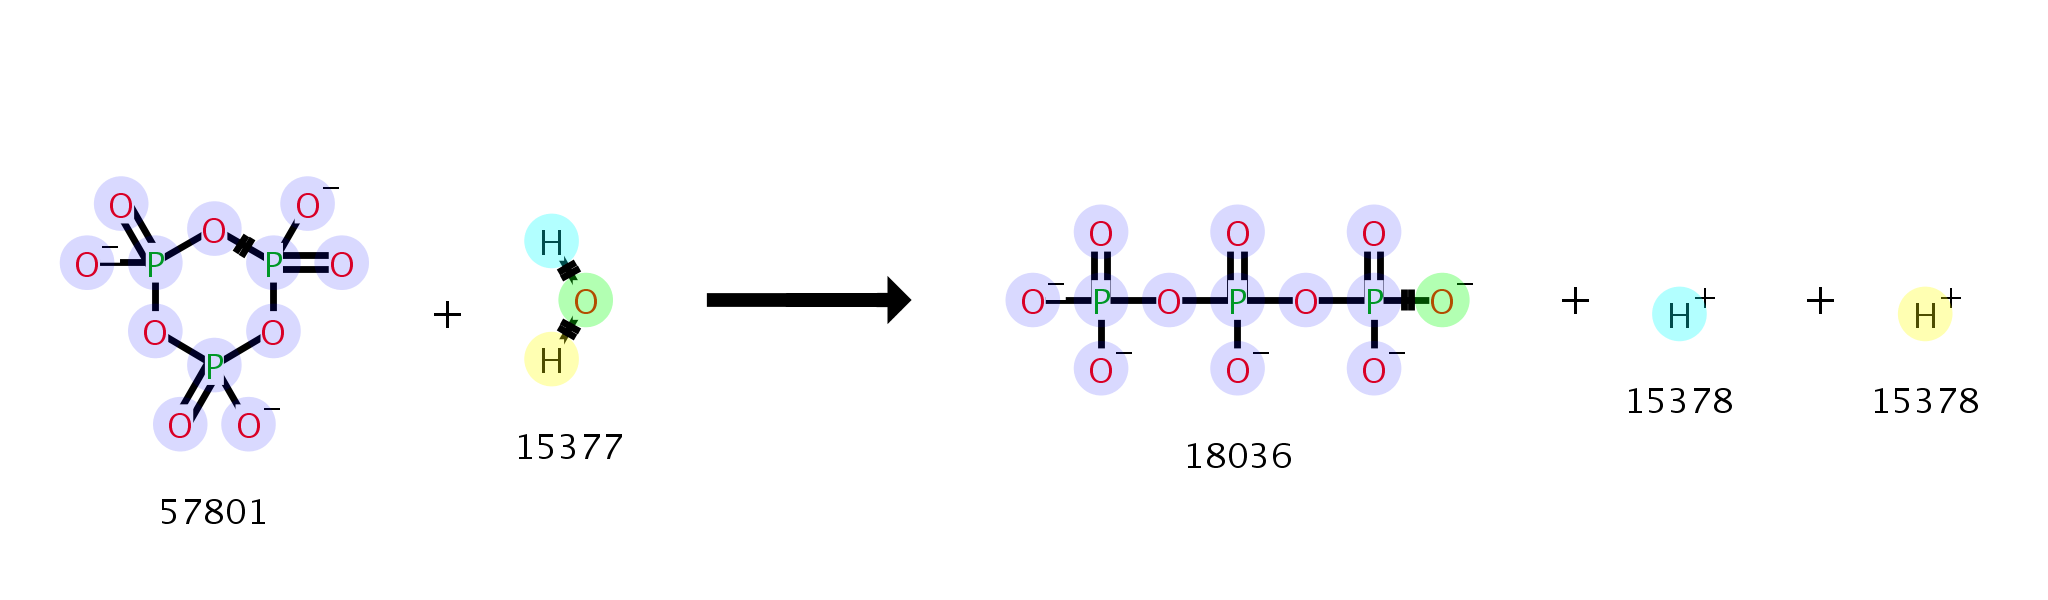 O O⁻
O
O⁻ P P O
O O
P
O O⁻
57801
+
H
O
H
15377
O O O
O⁻ P O P O P O⁻
O⁻ O⁻ O⁻
18036
+
H⁺
15378
+
H⁺
15378